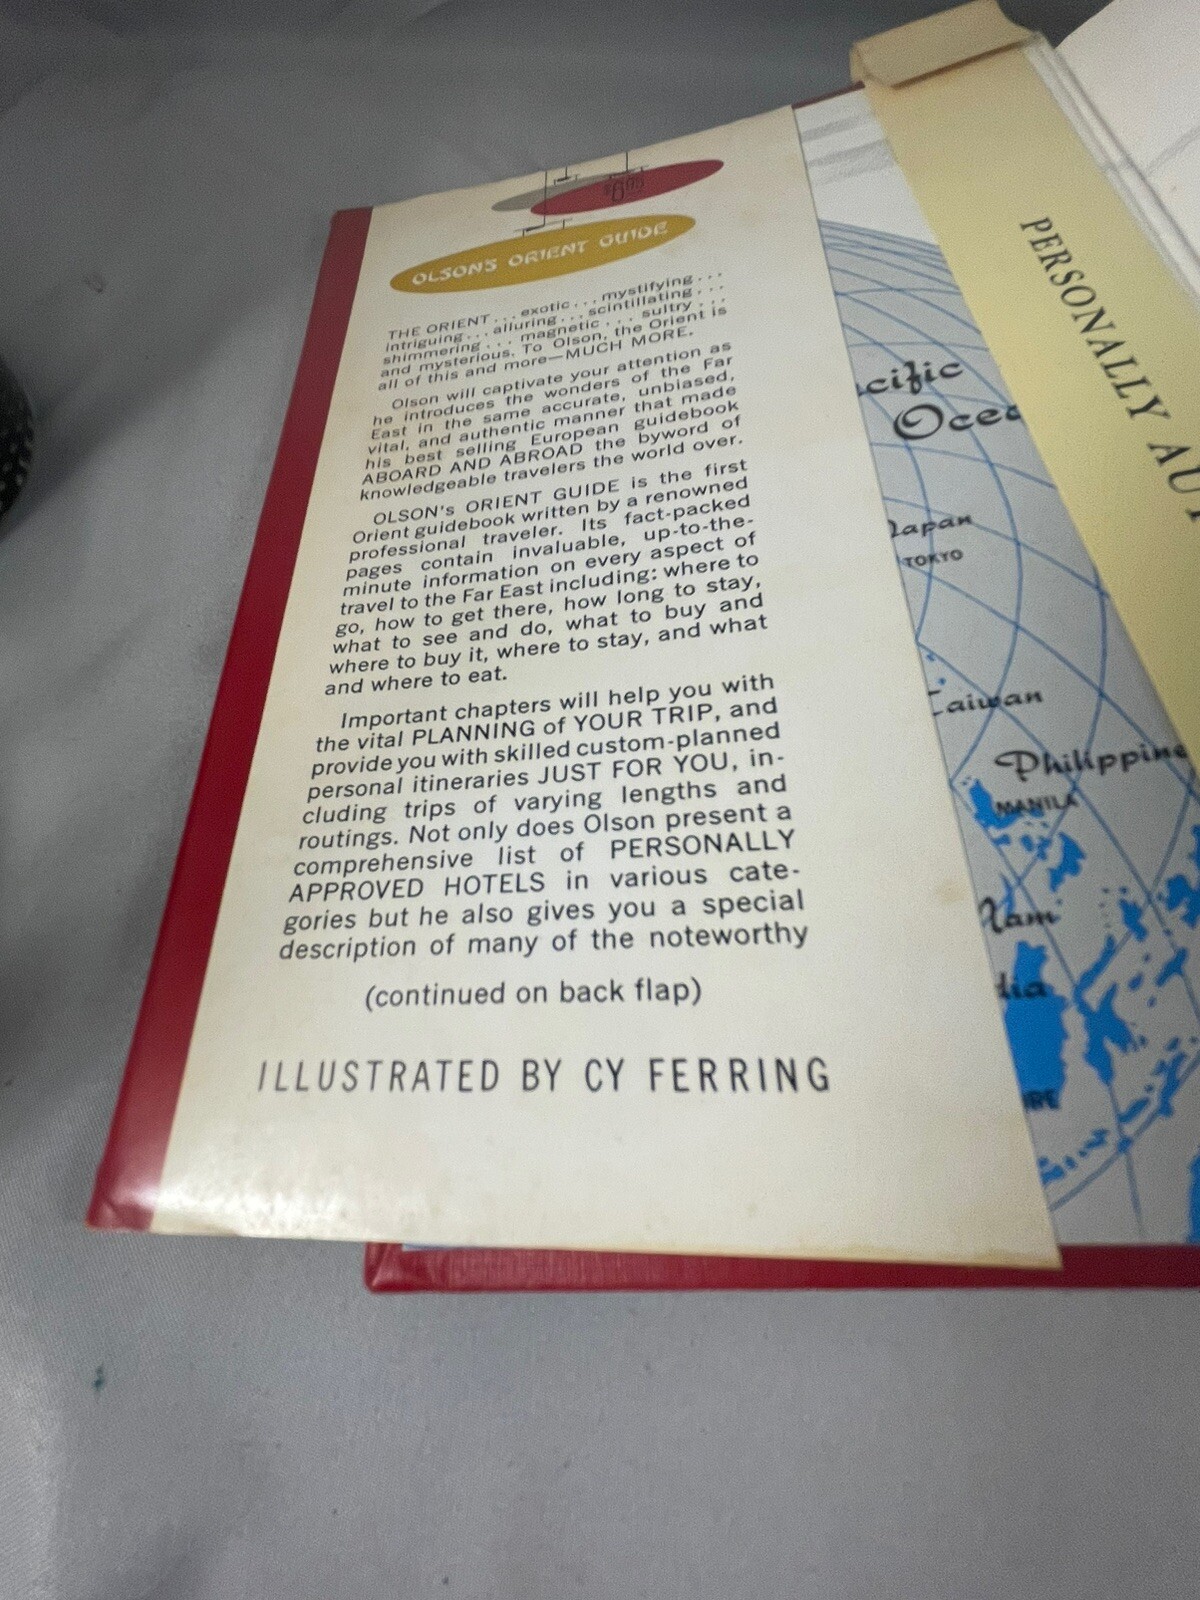 OLSON'S ORIENT GUIDE
THE ORIENT . . . exotic . . . mystifying . . .
intriguing . . . alluring . . . scintillating . . .
shimmering . . . magnetic . . . sultry . . .
and mysterious. To Olson, the Orient is
all of this and more—MUCH MORE.
Olson will captivate your attention as
he introduces the wonders of the Far
East in the same accurate, unbiased,
vital, and authentic manner that made
his best selling European guidebook
ABOARD AND ABROAD the byword of
knowledgeable travelers the world over.
OLSON's ORIENT GUIDE is the first
Orient guidebook written by a renowned
professional traveler. Its fact-packed
pages contain invaluable, up-to-the-
minute information on every aspect of
travel to the Far East including: where to
go, how to get there, how long to stay,
what to see and do, what to buy and
where to buy it, where to stay, and what
and where to eat.
Important chapters will help you with
the vital PLANNING of YOUR TRIP, and
provide you with skilled custom-planned
personal itineraries JUST FOR YOU, in-
cluding trips of varying lengths and
routings. Not only does Olson present a
comprehensive list of PERSONALLY
APPROVED HOTELS in various cate-
gories but he also gives you a special
description of many of the noteworthy
(continued on back flap)
ILLUSTRATED BY CY FERRING
PERSONALLY AU
cific
Ocea
Japan
TOKYO
Taiwan
Philippine
MANILA
nam
dia